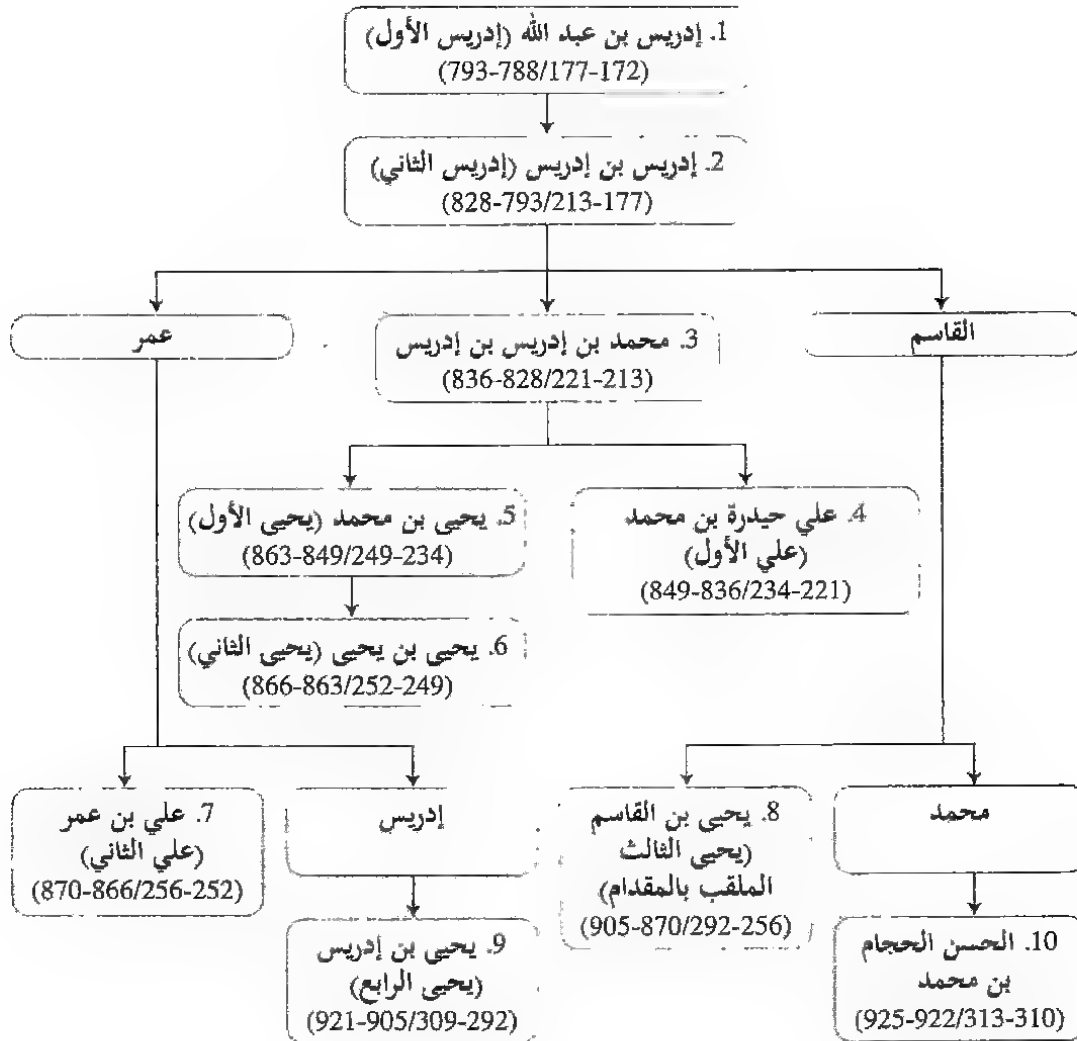 1. إدريس بن عبد الله (إدريس الأول)
(793-788/177-172)
2. إدريس بن إدريس (إدريس الثاني)
(828-793/213-177)
القاسم
3. محمد بن إدريس بن إدريس
(836-828/221-213)
عمر
4. علي حيدرة بن محمد
(علي الأول)
(849-836/234-221)
5. يحيى بن محمد (يحيى الأول)
(863-849/249-234)
6. يحيى بن يحيى (يحيى الثاني)
(866-863/252-249)
محمد
8. يحيى بن القاسم
(يحيى الثالث
الملقب بالمقدام)
(905-870/292-256)
إدريس
7. علي بن عمر
(علي الثاني)
(870-866/256-252)
10. الحسن الحجام
بن محمد
(925-922/313-310)
9. يحيى بن إدريس
(يحيى الرابع)
(921-905/309-292)